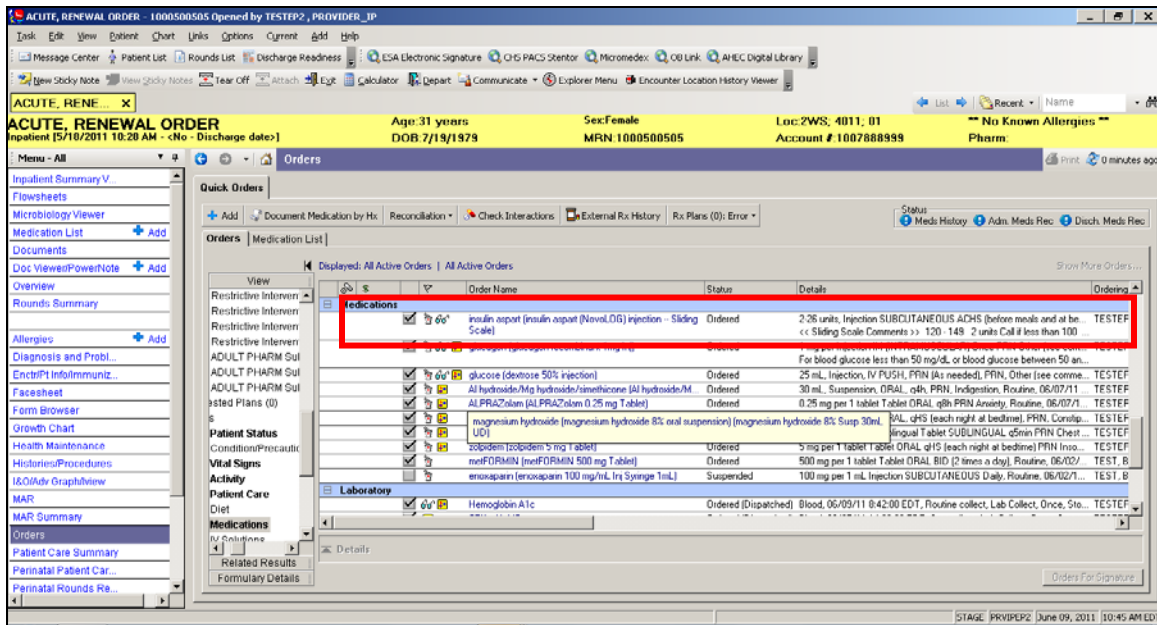 ACUTE, RENEWAL ORDER - 1000500505 Opened by TESTEP2 , PROVIDER_IP
Task Edit View Patient Chart Links Options Current Add Help
Message Center Patient List Rounds List Discharge Readiness ESA Electronic Signature CHS PACS Stentor Micromedex OB Link AHEC Digital Library
New Sticky Note View Sticky Notes Tear Off Attach Exit Calculator Depart Communicate Explorer Menu Encounter Location History Viewer
ACUTE, RENE... List Recent Name
ACUTE, RENEWAL ORDER Age:31 years Sex:Female Loc:2WS; 4011; 01 ** No Known Allergies **
Inpatient [5/18/2011 10:28 AM - <No - Discharge date>] DOB:7/19/1979 MRN:1000500505 Account #:1007888999 Pharm:
Menu - All Orders Print 0 minutes ago
Inpatient Summary V...
Flowsheets
Microbiology Viewer
Medication List Add
Documents
Doc Viewer/PowerNote Add
Overview
Rounds Summary
Allergies Add
Diagnosis and Probl...
Enctr/Pt Info/Immuniz...
Facesheet
Form Browser
Growth Chart
Health Maintenance
Histories/Procedures
I&O/Adv Graph/Iview
MAR
MAR Summary
Orders
Patient Care Summary
Perinatal Patient Car...
Perinatal Rounds Re...
Quick Orders
Add Document Medication by Hx Reconciliation Check Interactions External Rx History Rx Plans (0): Error
Status
Meds History Adm. Meds Rec Disch. Meds Rec
Orders Medication List
Displayed: All Active Orders | All Active Orders Show More Orders...
View
Restrictive Interven
Restrictive Interven
Restrictive Interven
Restrictive Interven
ADULT PHARM Sul
ADULT PHARM Sul
ADULT PHARM Sul
ested Plans (0)
s
Patient Status
Condition/Precautic
Vital Signs
Activity
Patient Care
Diet
Medications
IV Solutions
Related Results
Formulary Details
$ Order Name Status Details Ordering
Medications
insulin aspart (insulin aspart (NovoLOG) injection - Sliding Scale) Ordered 2-26 units, Injection SUBCUTANEOUS ACHS (before meals and at be... TESTEF
<< Sliding Scale Comments >> 120 - 149 2 units Call if less than 100 ...
Ordered TESTEF
For blood glucose less than 50 mg/dL or blood glucose between 50 an...
glucose (dextrose 50% injection) Ordered 25 mL, Injection, IV PUSH, PRN (As needed), PRN, Other (see comme... TESTEF
Al hydroxide/Mg hydroxide/simethicone (Al hydroxide/M... Ordered 30 mL, Suspension, ORAL, q4h, PRN, Indigestion, Routine, 06/07/11 ... TESTEF
ALPRAZolam (ALPRAZolam 0.25 mg Tablet) Ordered 0.25 mg per 1 tablet Tablet ORAL q8h PRN Anxiety, Routine, 06/07/1... TESTEF
magnesium hydroxide (magnesium hydroxide 8% oral suspension) (magnesium hydroxide 8% Susp 30mL UD)
RAL, qHS (each night at bedtime), PRN, Constip... TESTEF
lingual Tablet SUBLINGUAL q5min PRN Chest ... TESTEF
zolpidem (zolpidem 5 mg Tablet) Ordered 5 mg per 1 tablet Tablet ORAL qHS (each night at bedtime) PRN Inso... TESTEF
metFORMIN (metFORMIN 500 mg Tablet) Ordered 500 mg per 1 tablet Tablet ORAL BID (2 times a day), Routine, 06/02/... TEST, B
enoxaparin (enoxaparin 100 mg/mL Inj Syringe 1mL) Suspended 100 mg per 1 mL Injection SUBCUTANEOUS Daily, Routine, 06/02/1... TEST, B
Laboratory
Hemoglobin A1c Ordered (Dispatched) Blood, 06/09/11 8:42:00 EDT, Routine collect, Lab Collect, Once, Sto... TESTEF
Details
Orders For Signature
STAGE PRVIPEP2 June 09, 2011 10:45 AM EDT